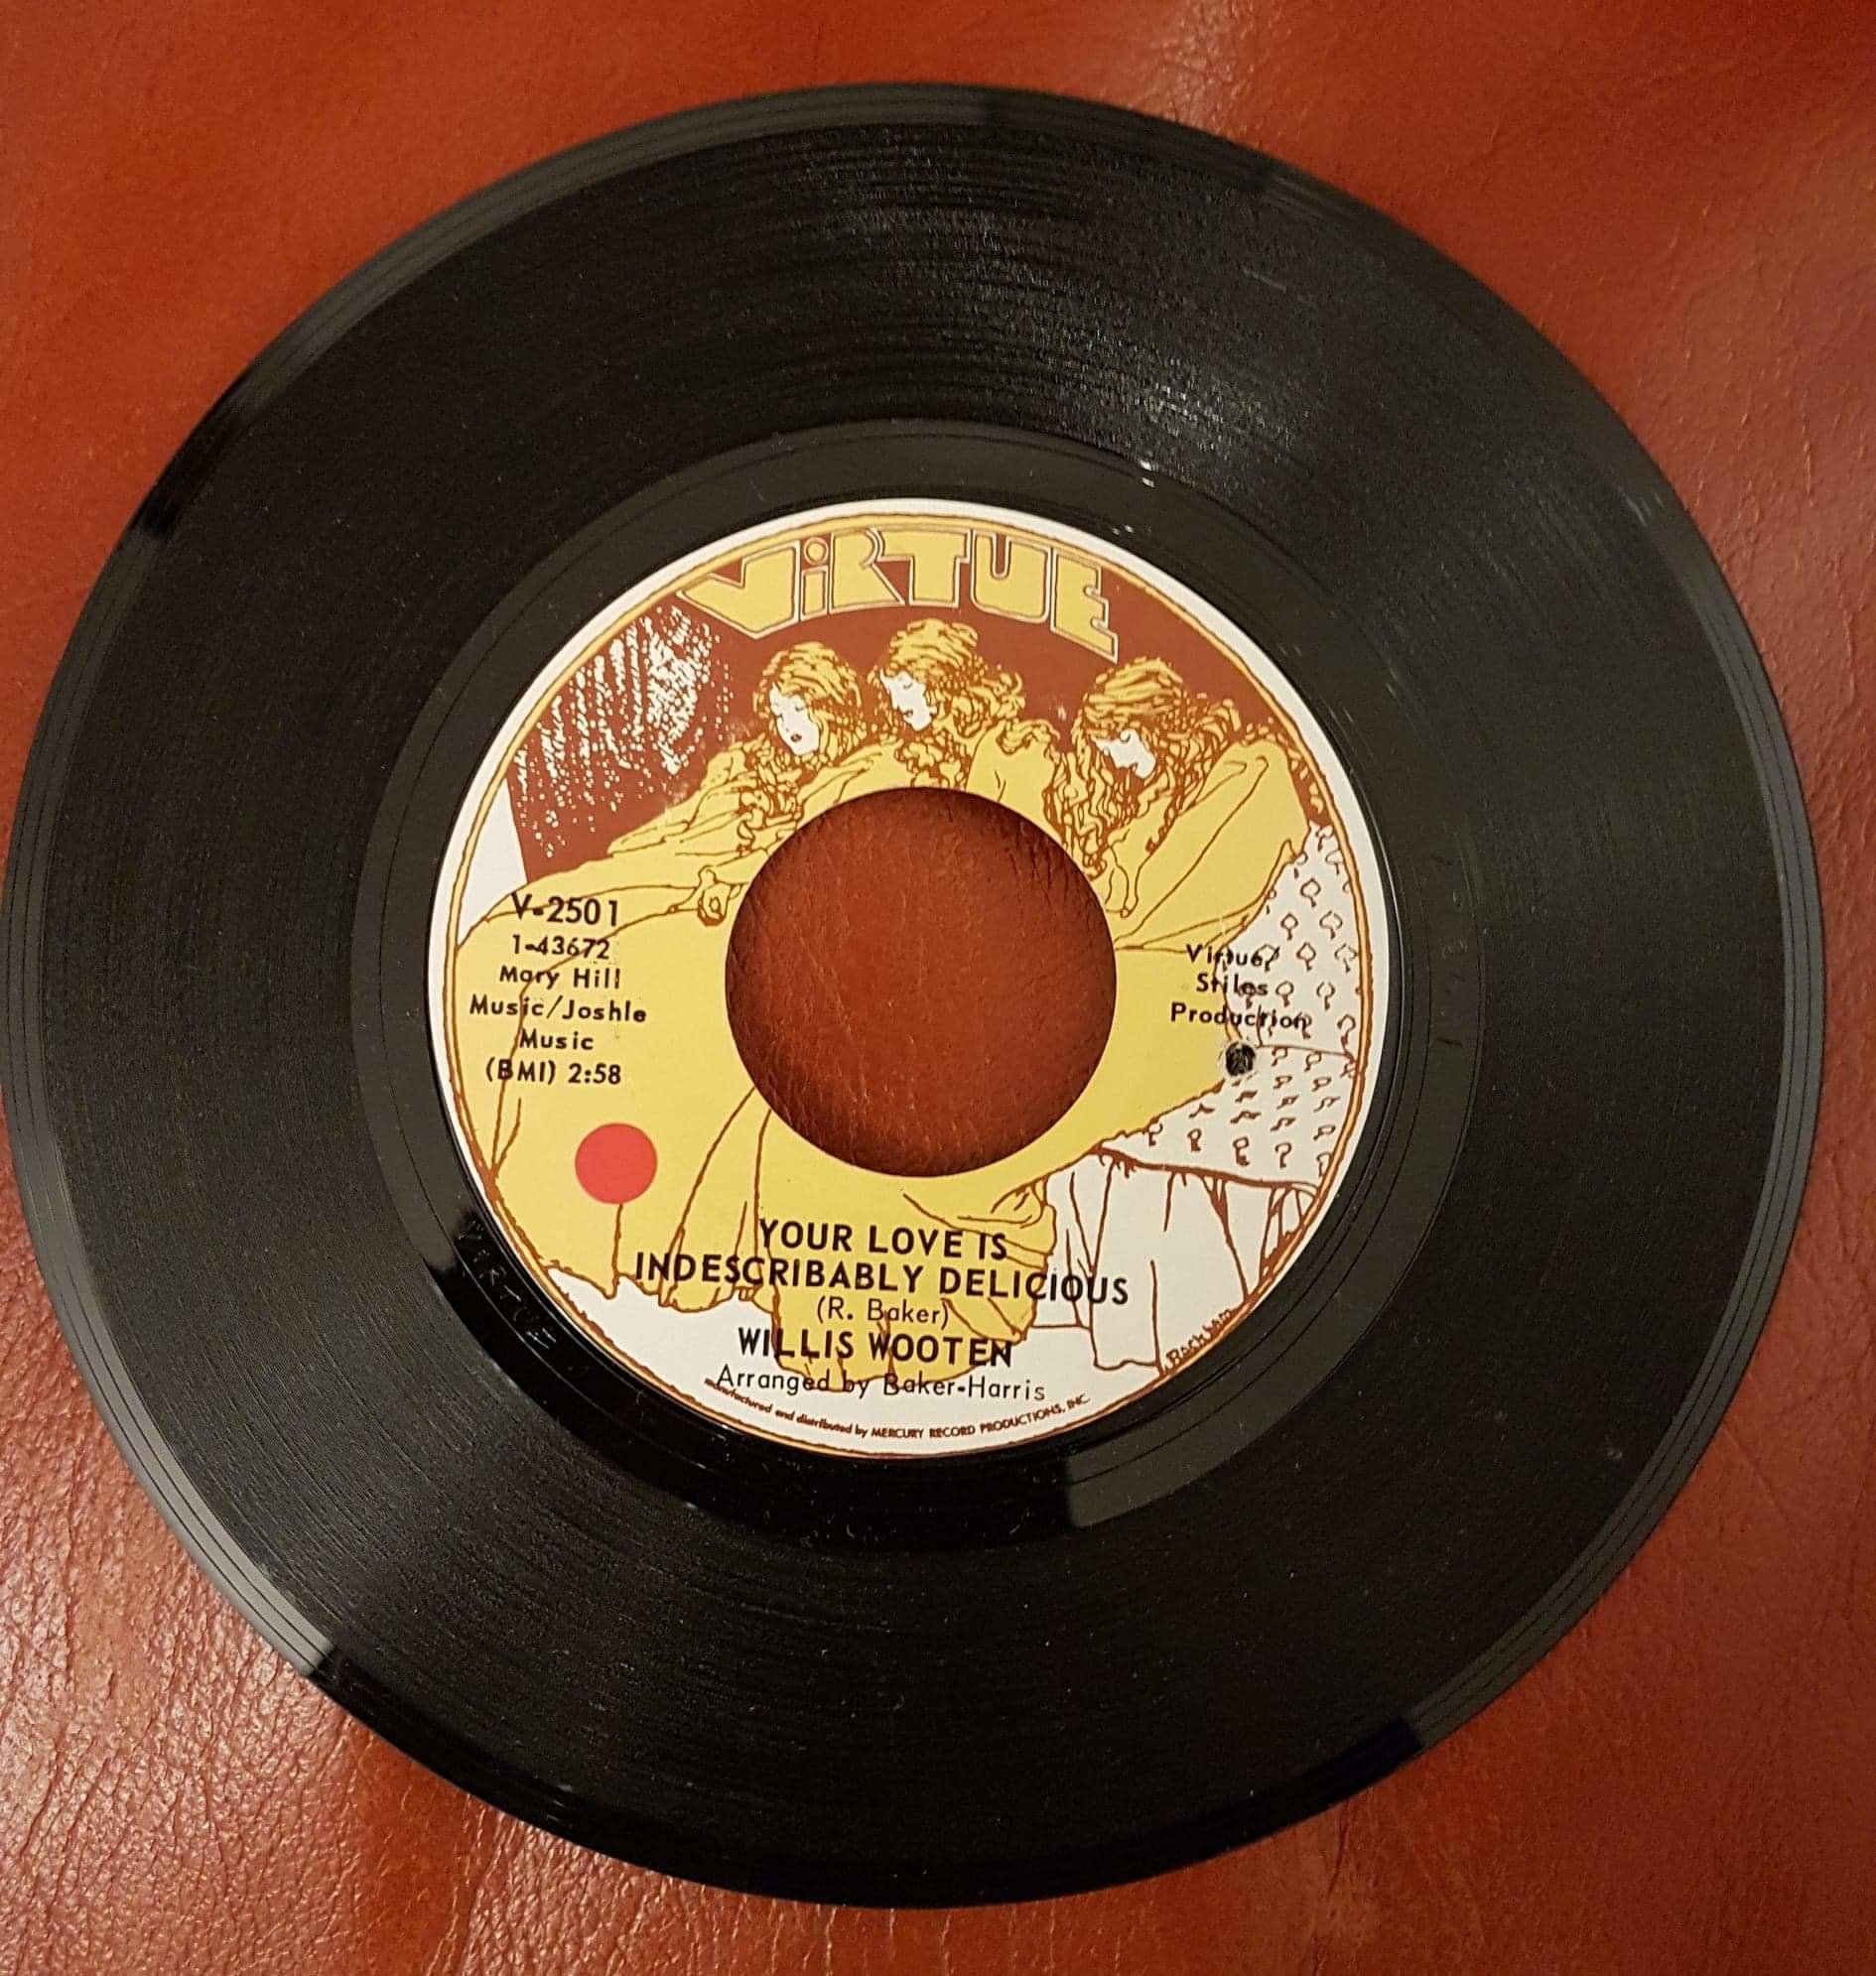 ViRTUE
V-2501
1-43672
Mary Hill
Music/Joshle
Music
(BMI) 2:58
Virtue/
Stiles
Production
YOUR LOVE IS
INDESCRIBABLY DELICIOUS
(R. Baker)
WILLIS WOOTEN
Arranged by Baker-Harris
manufactured and distributed by MERCURY RECORD PRODUCTIONS, INC.
VIRTUE